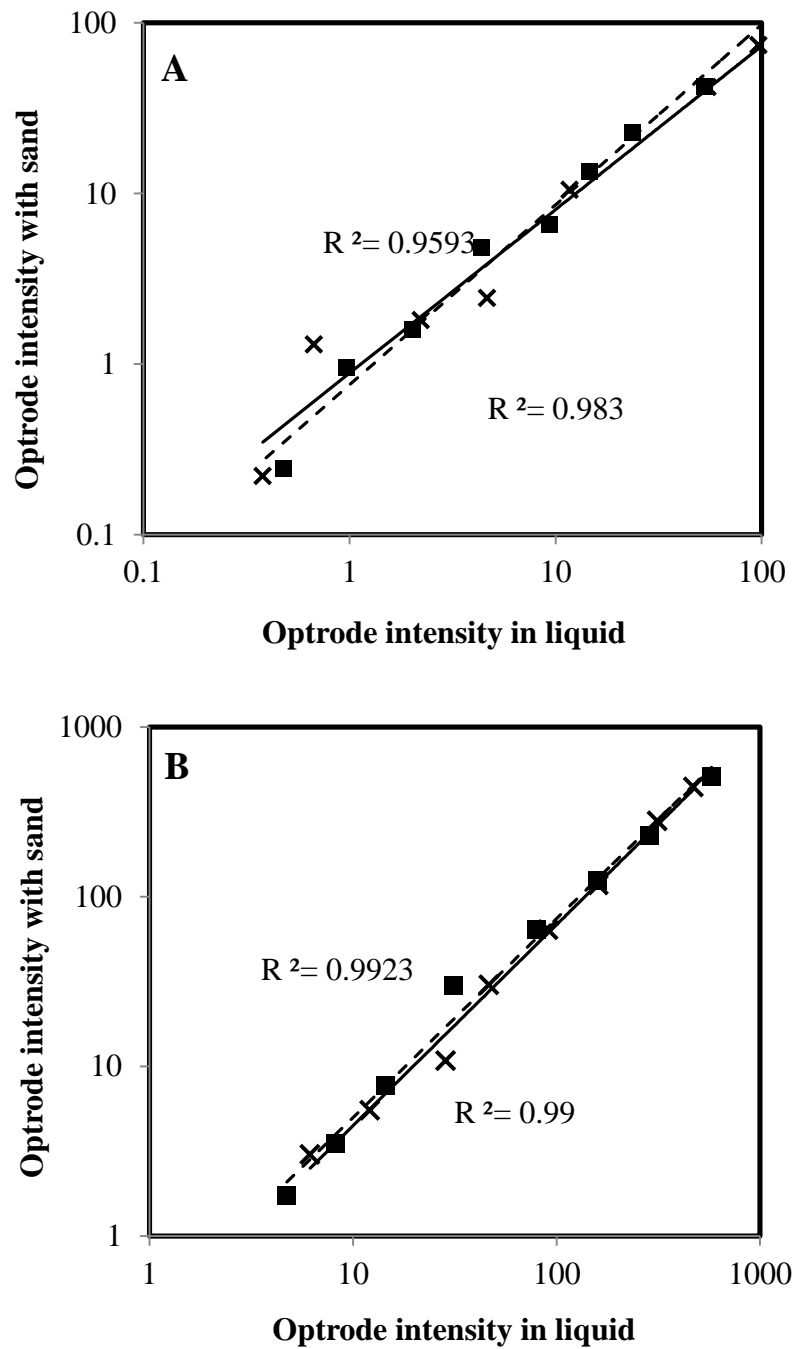 A
100
10
1
0.1
Optrode intensity with sand
R ²= 0.9593
R ²= 0.983
0.1 1 10 100
Optrode intensity in liquid
B
1000
100
10
1
Optrode intensity with sand
R ²= 0.9923
R ²= 0.99
1 10 100 1000
Optrode intensity in liquid